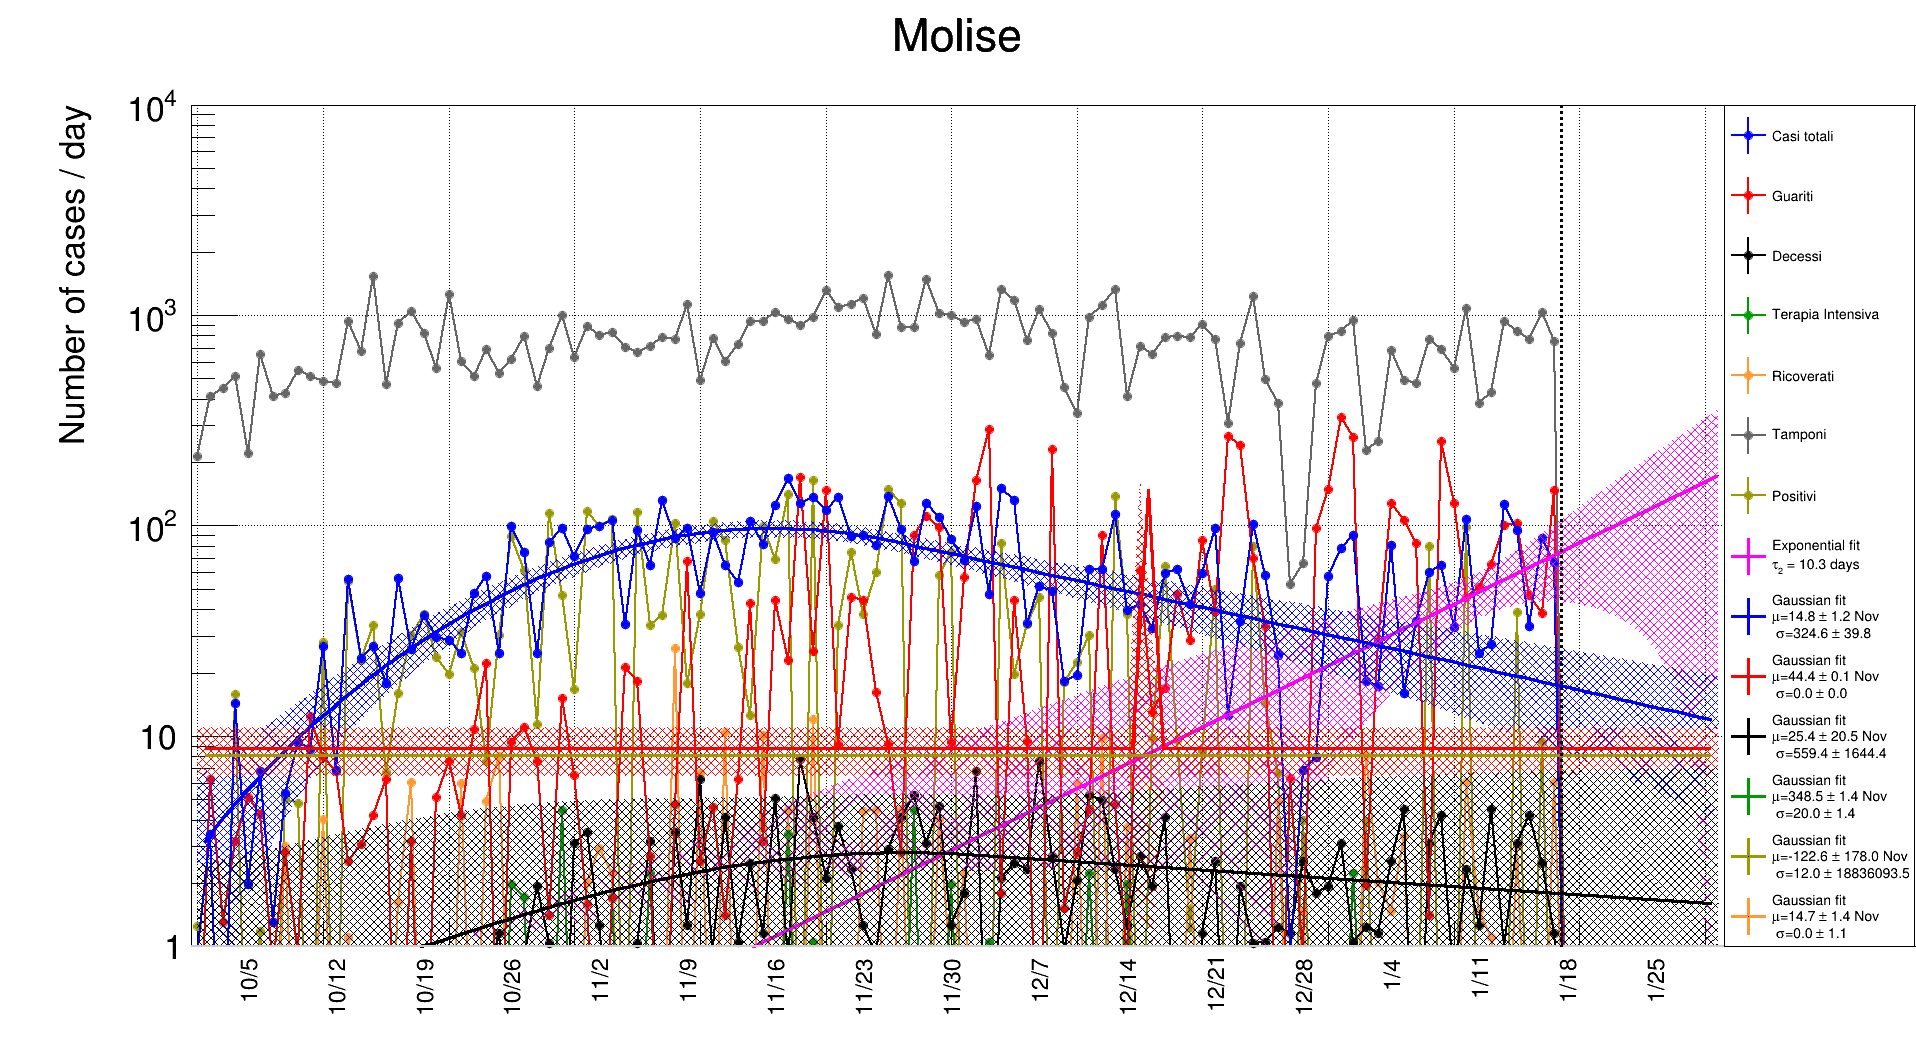 Molise
Number of cases / day
10^4
10^3
10^2
10
1
10/5
10/12
10/19
10/26
11/2
11/9
11/16
11/23
11/30
12/7
12/14
12/21
12/28
1/4
1/11
1/18
1/25
Casi totali
Guariti
Decessi
Terapia Intensiva
Ricoverati
Tamponi
Positivi
Exponential fit
τ₂ = 10.3 days
Gaussian fit
μ=14.8 ± 1.2 Nov
σ=324.6 ± 39.8
Gaussian fit
μ=44.4 ± 0.1 Nov
σ=0.0 ± 0.0
Gaussian fit
μ=25.4 ± 20.5 Nov
σ=559.4 ± 1644.4
Gaussian fit
μ=348.5 ± 1.4 Nov
σ=20.0 ± 1.4
Gaussian fit
μ=-122.6 ± 178.0 Nov
σ=12.0 ± 18836093.5
Gaussian fit
μ=14.7 ± 1.4 Nov
σ=0.0 ± 1.1